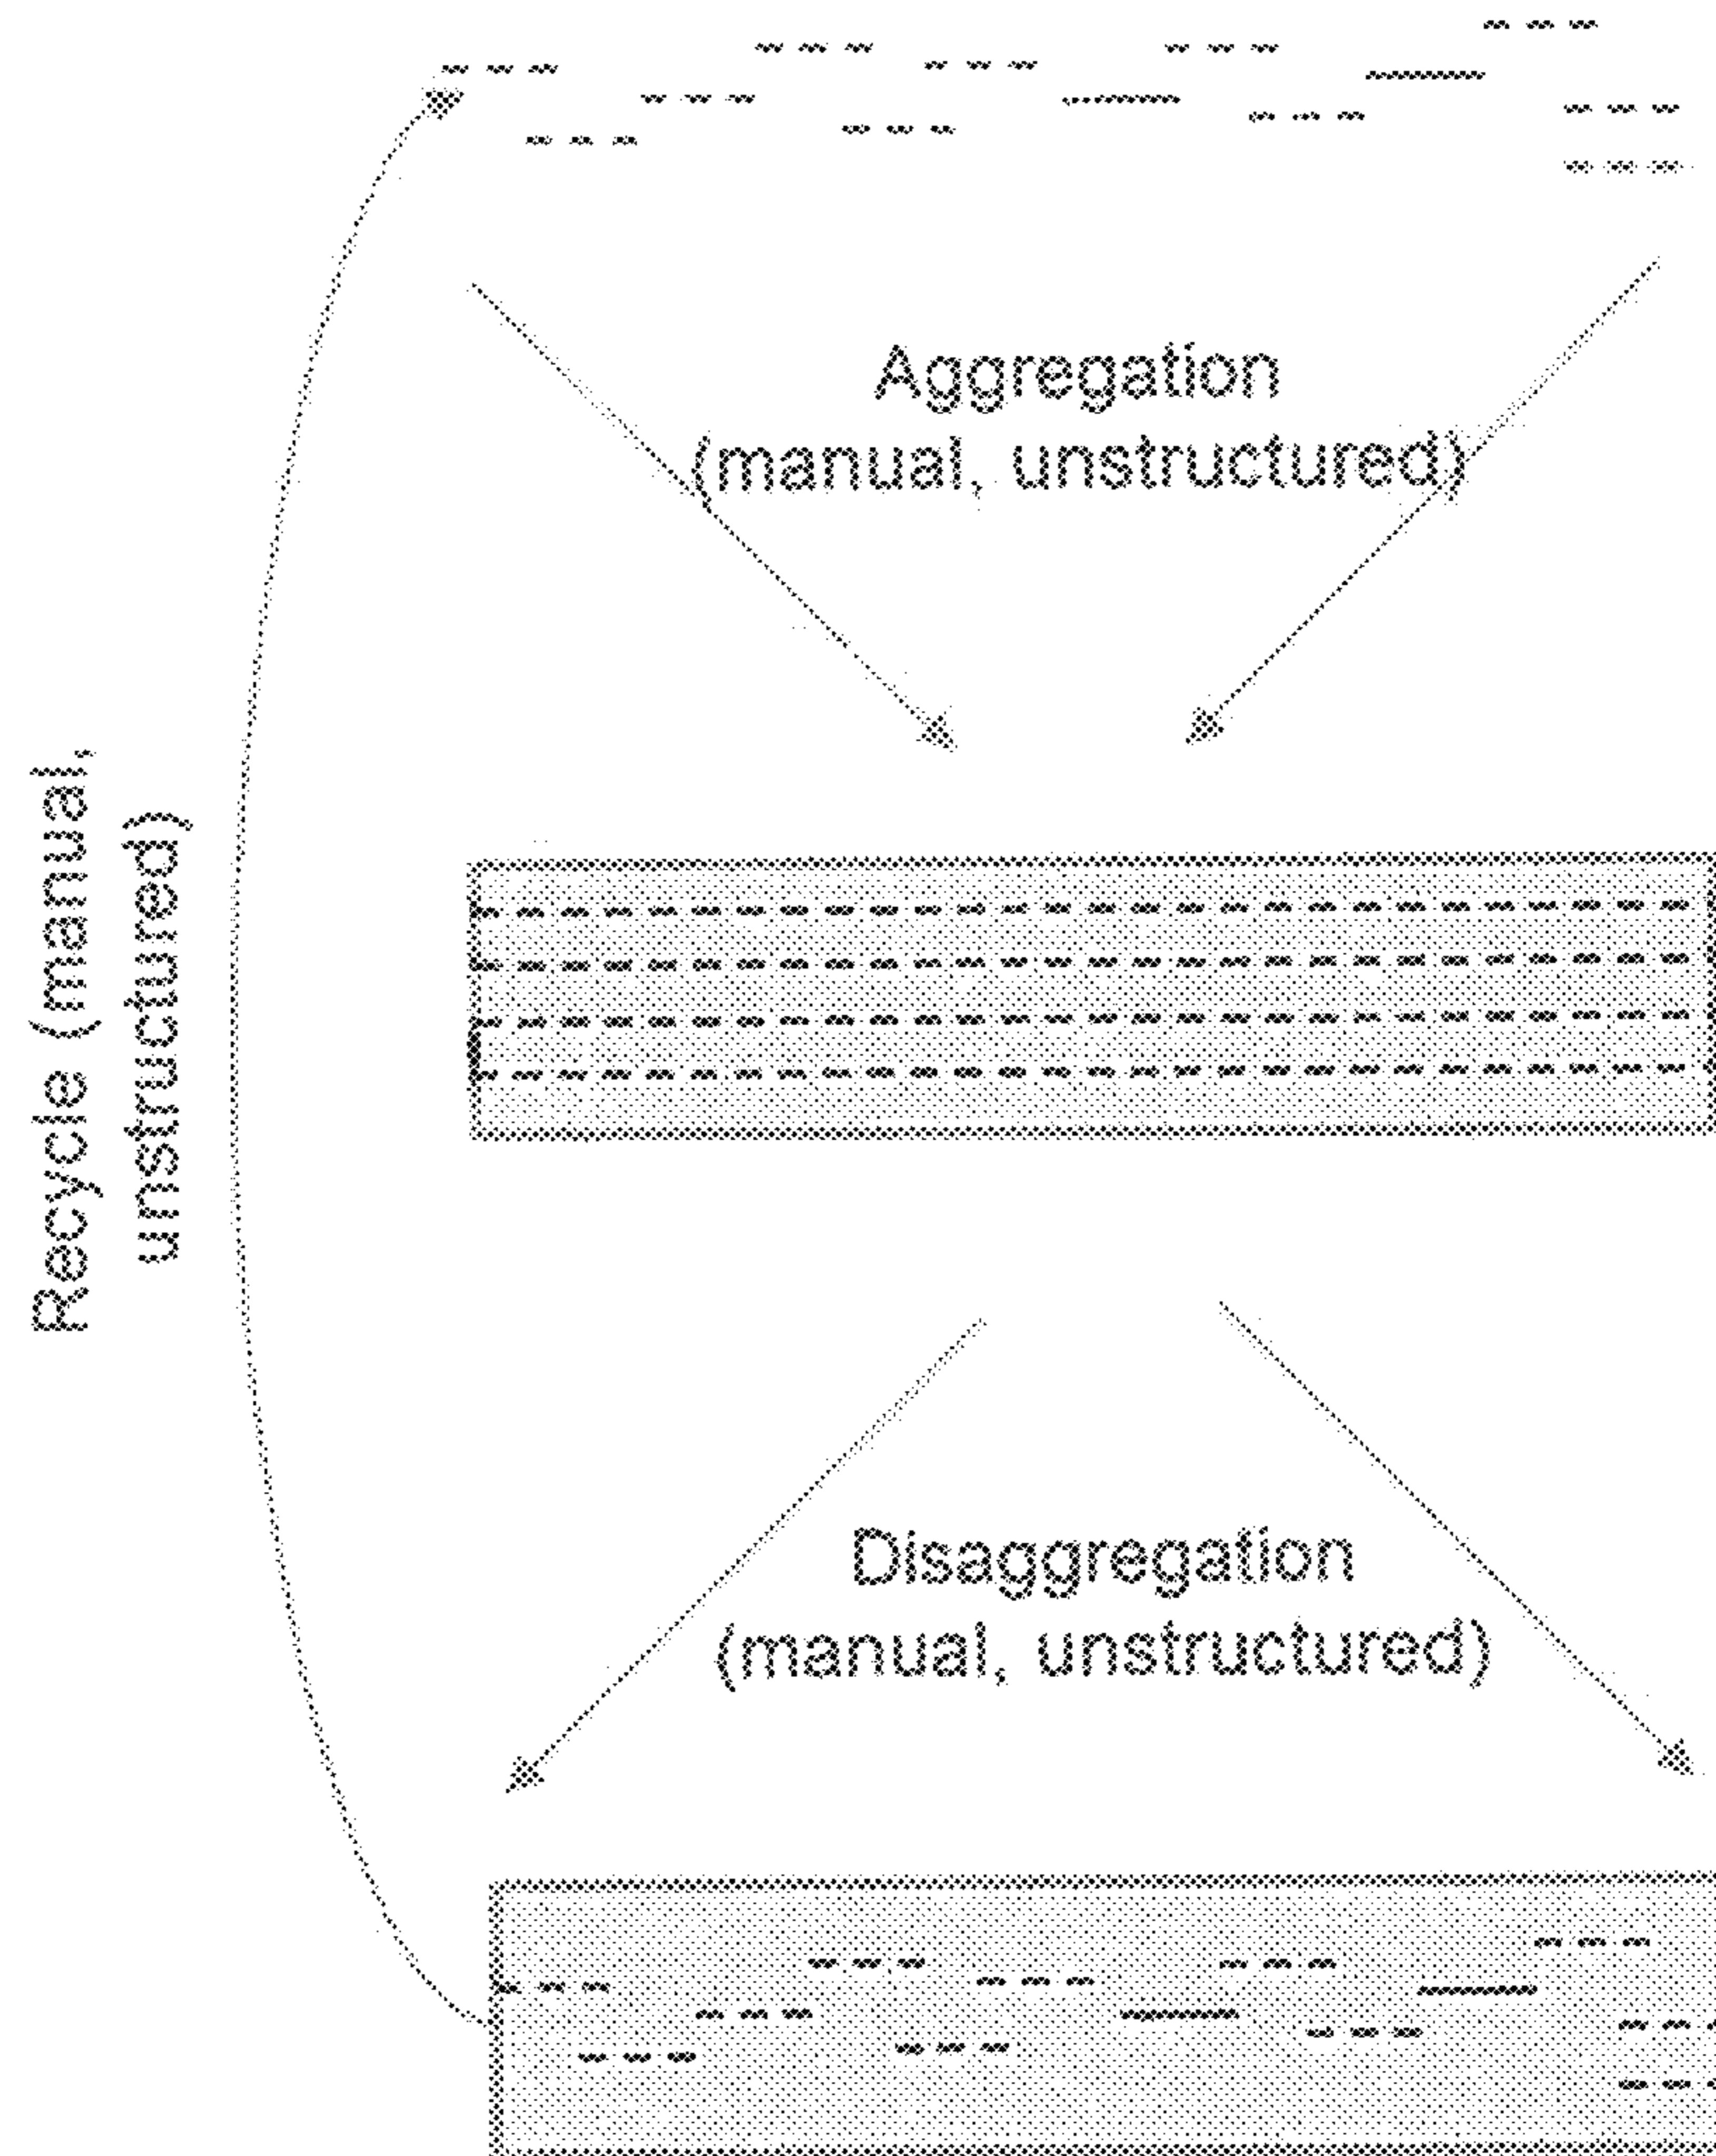 Aggregation
(manual, unstructured)
Recycle (manual,
unstructured)
Disaggregation
(manual, unstructured)